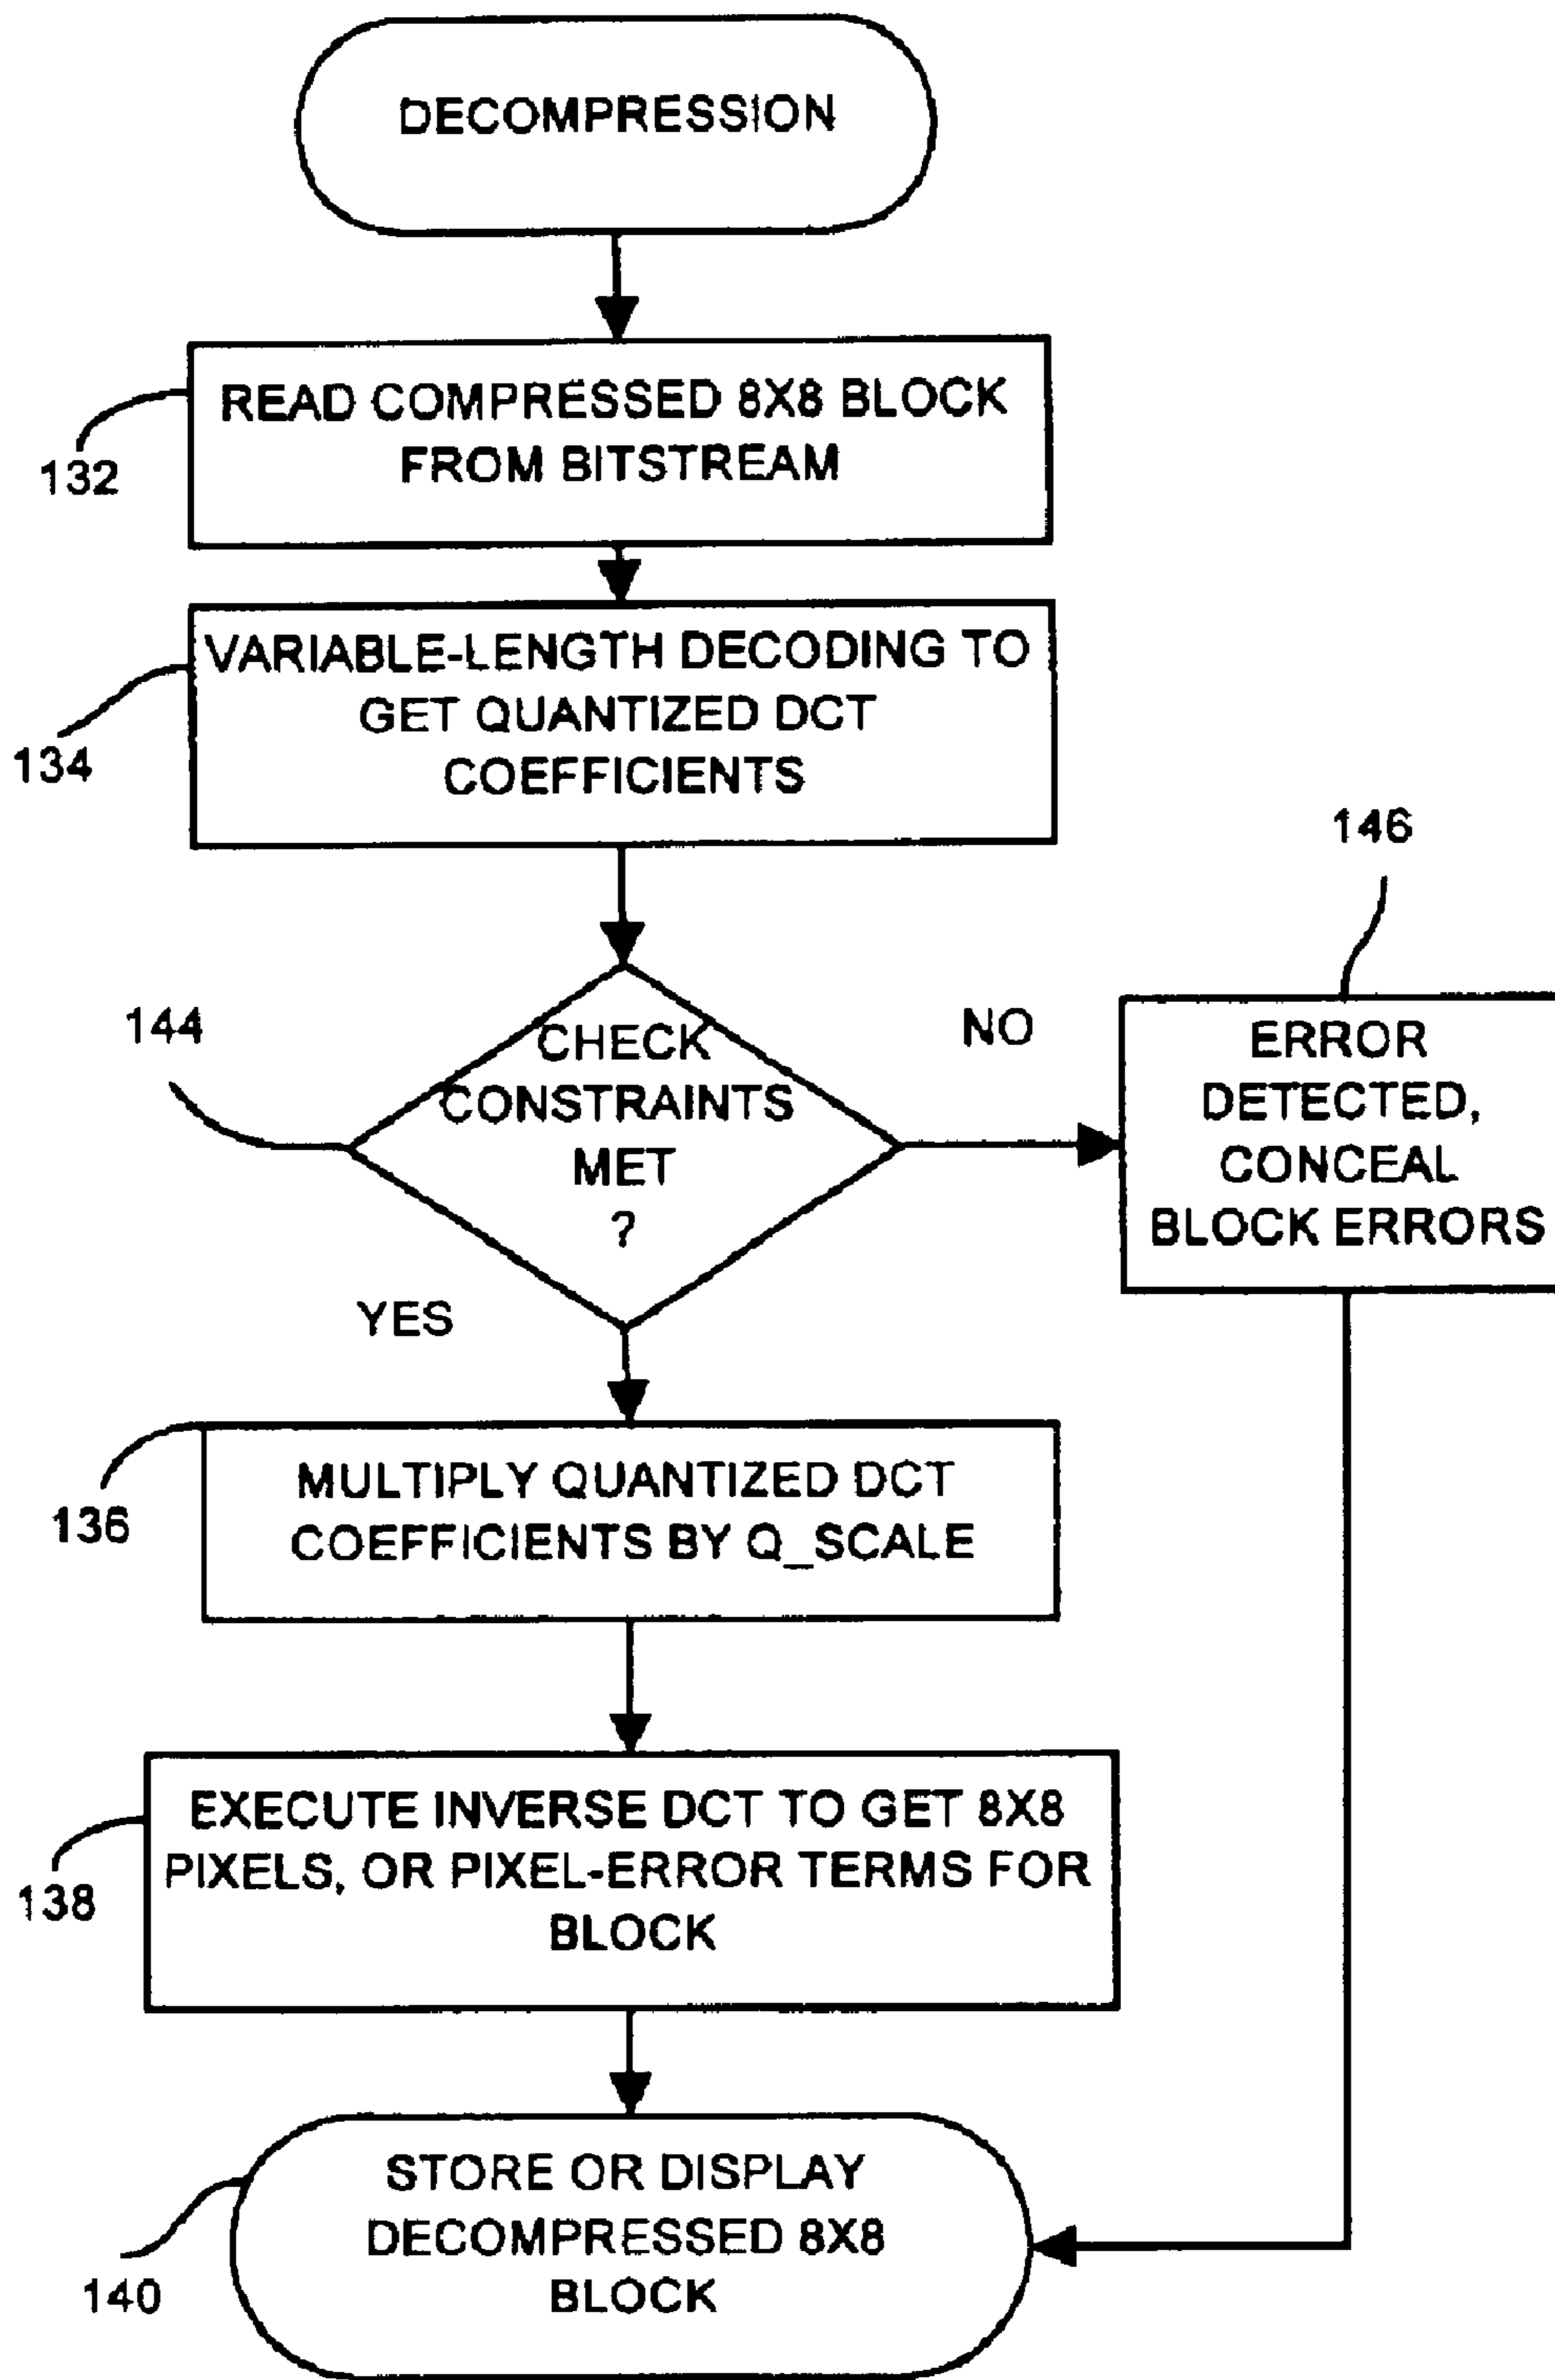 DECOMPRESSION
READ COMPRESSED 8X8 BLOCK
FROM BITSTREAM
132
VARIABLE-LENGTH DECODING TO
GET QUANTIZED DCT
COEFFICIENTS
134
146
144
CHECK
CONSTRAINTS
MET
?
NO
ERROR
DETECTED,
CONCEAL
BLOCK ERRORS
YES
MULTIPLY QUANTIZED DCT
COEFFICIENTS BY Q_SCALE
136
EXECUTE INVERSE DCT TO GET 8X8
PIXELS, OR PIXEL-ERROR TERMS FOR
BLOCK
138
STORE OR DISPLAY
DECOMPRESSED 8X8
BLOCK
140